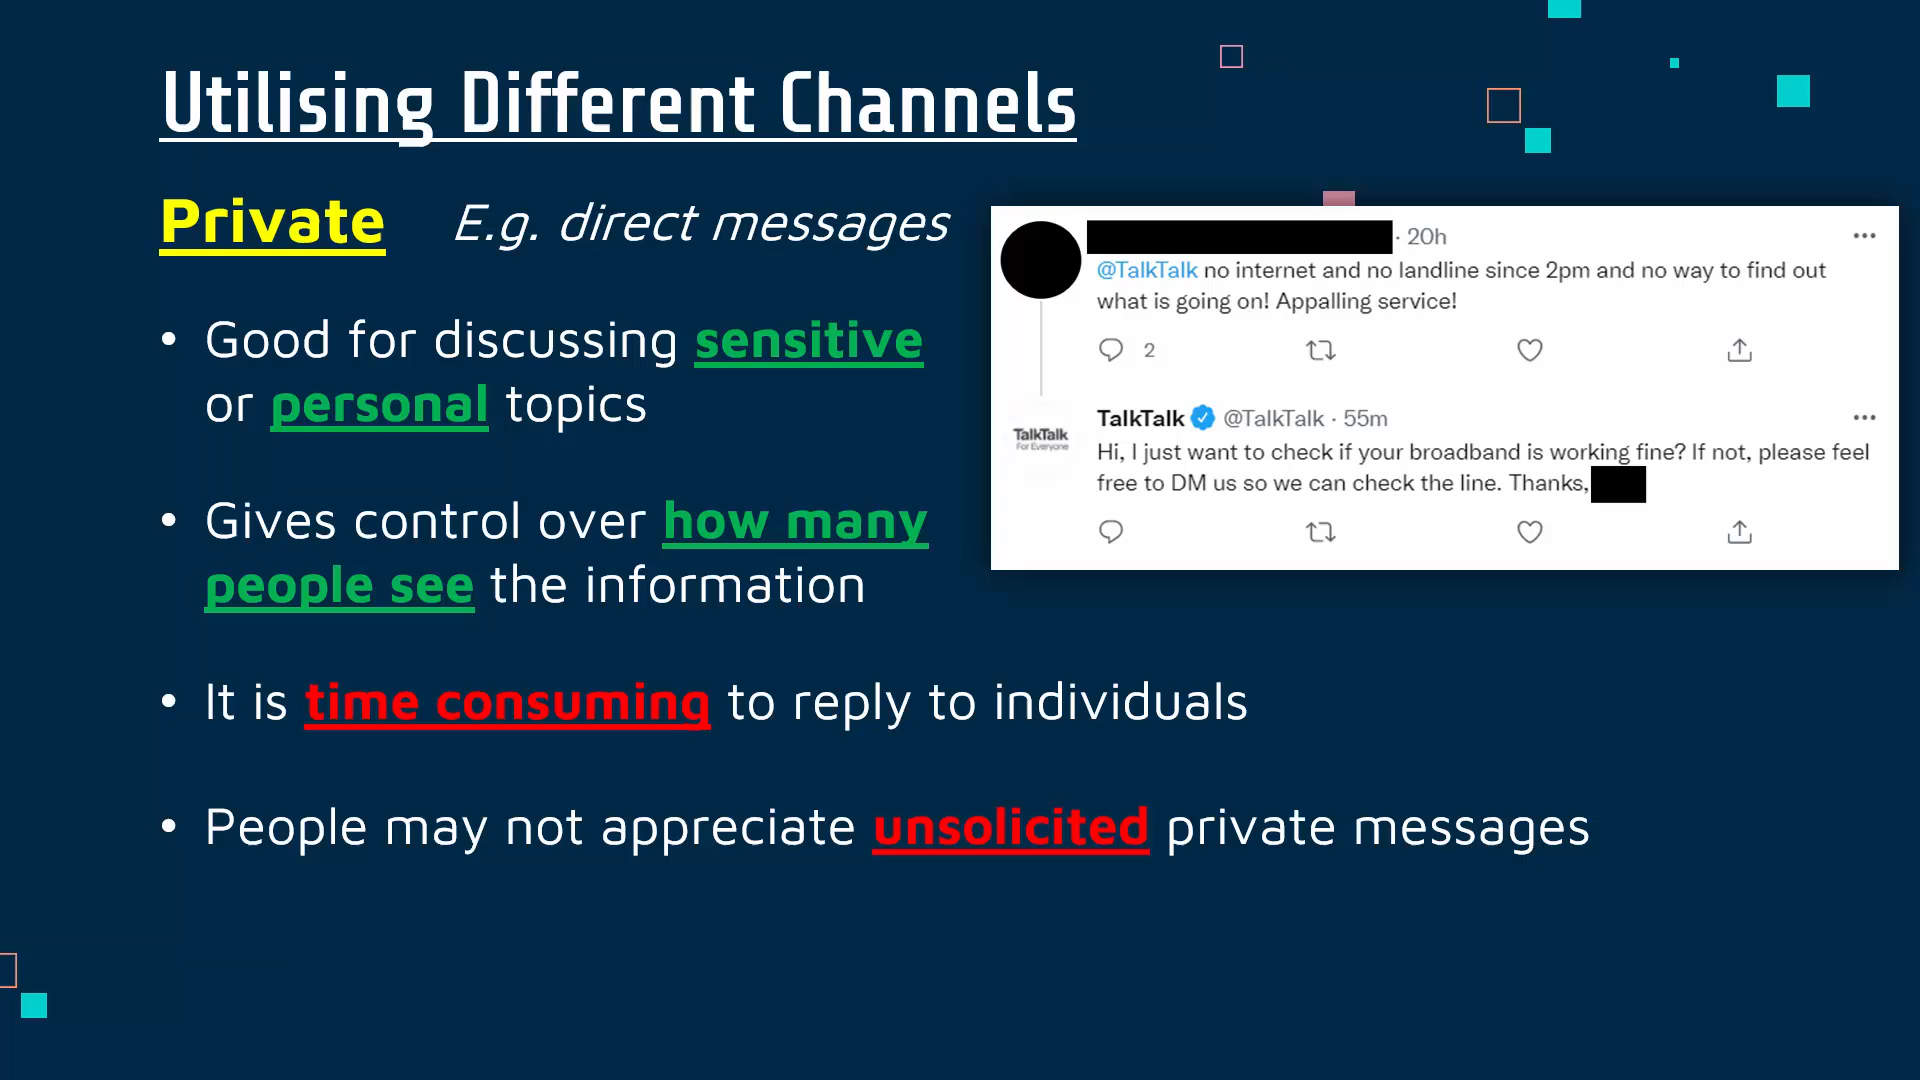 Utilising Different Channels
Private E.g. direct messages
• Good for discussing sensitive
or personal topics
• Gives control over how many
people see the information
• It is time consuming to reply to individuals
• People may not appreciate unsolicited private messages
· 20h
@TalkTalk no internet and no landline since 2pm and no way to find out
what is going on! Appalling service!
2
TalkTalk @TalkTalk · 55m
TalkTalk
For Everyone
Hi, I just want to check if your broadband is working fine? If not, please feel
free to DM us so we can check the line. Thanks,